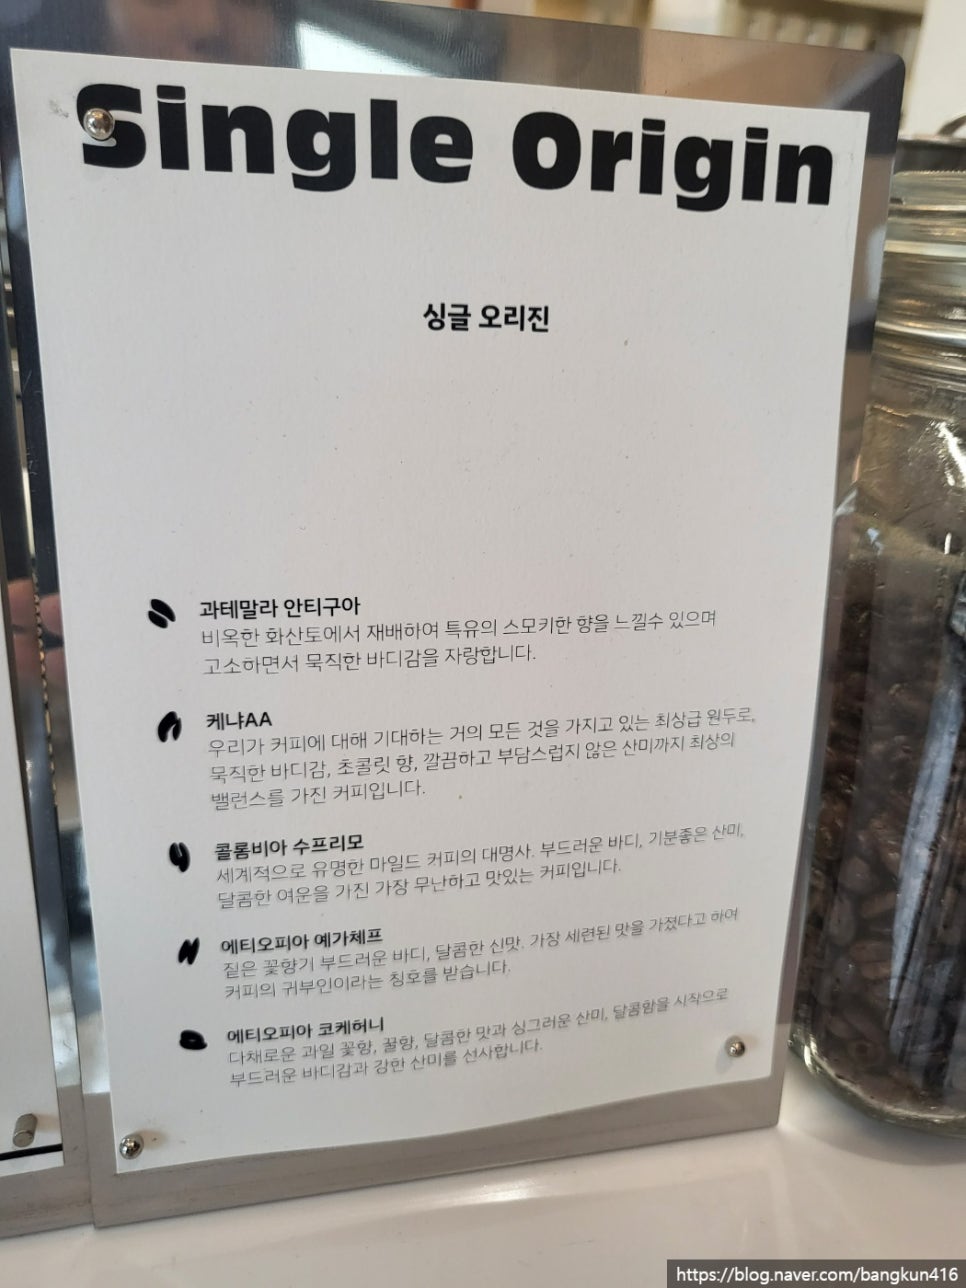 Single Origin
싱글 오리진
과테말라 안티구아
비옥한 화산토에서 재배하여 특유의 스모키한 향을 느낄수 있으며
고소하면서 묵직한 바디감을 자랑합니다.
케냐AA
우리가 커피에 대해 기대하는 거의 모든 것을 가지고 있는 최상급 원두로,
묵직한 바디감, 초콜릿 향, 깔끔하고 부담스럽지 않은 산미까지 최상의
밸런스를 가진 커피입니다.
콜롬비아 수프리모
세계적으로 유명한 마일드 커피의 대명사. 부드러운 바디, 기분좋은 산미,
달콤한 여운을 가진 가장 무난하고 맛있는 커피입니다.
에티오피아 예가체프
짙은 꽃향기 부드러운 바디, 달콤한 신맛. 가장 세련된 맛을 가졌다고 하여
커피의 귀부인이라는 칭호를 받습니다.
에티오피아 코케허니
다채로운 과일 꽃향, 꿀향, 달콤한 맛과 싱그러운 산미, 달콤함을 시작으로
부드러운 바디감과 강한 산미를 선사합니다.
https://blog.naver.com/bangkun416